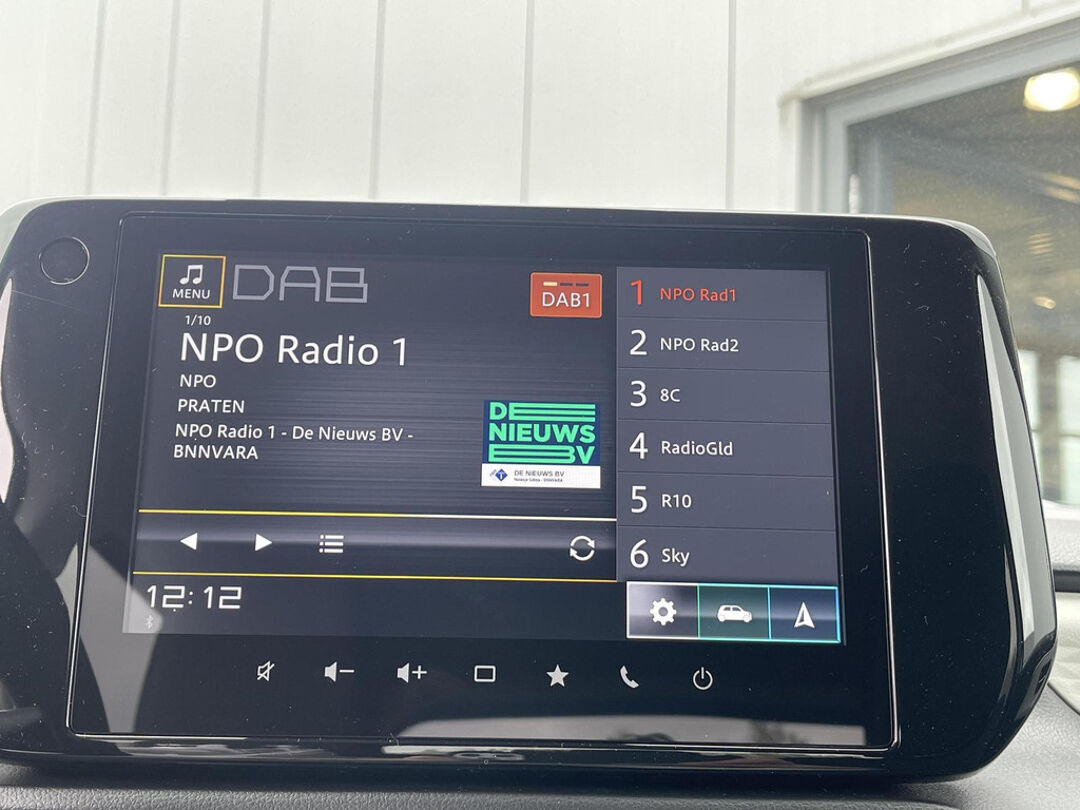 MENU
DAB
DAB1
1/10
NPO Radio 1
NPO
PRATEN
NPO Radio 1 - De Nieuws BV -
BNNVARA
DE
NIEUWS
BV
1
DE NIEUWS BV
1 NPO Rad1
2 NPO Rad2
3 8C
4 RadioGld
5 R10
6 Sky
12:12